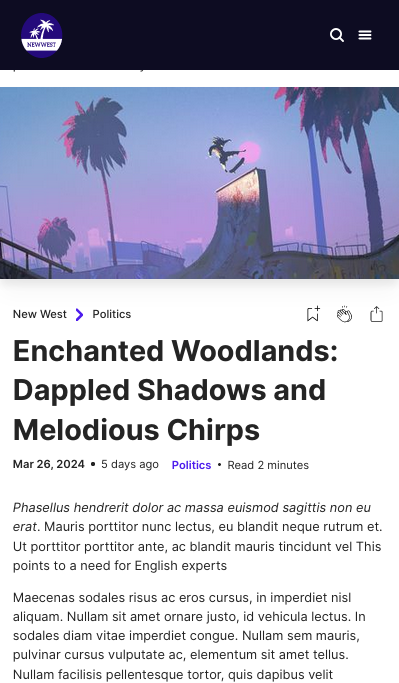 NEWWEST
New West
Politics
Enchanted Woodlands:
Dappled Shadows and
Melodious Chirps
Mar 26, 2024 • 5 days ago Politics • Read 2 minutes
Phasellus hendrerit dolor ac massa euismod sagittis non eu
erat. Mauris porttitor nunc lectus, eu blandit neque rutrum et.
Ut porttitor porttitor ante, ac blandit mauris tincidunt vel This
points to a need for English experts
Maecenas sodales risus ac eros cursus, in imperdiet nisl
aliquam. Nullam sit amet ornare justo, id vehicula lectus. In
sodales diam vitae imperdiet congue. Nullam sem mauris,
pulvinar cursus vulputate ac, elementum sit amet tellus.
Nullam facilisis pellentesque tortor, quis dapibus velit